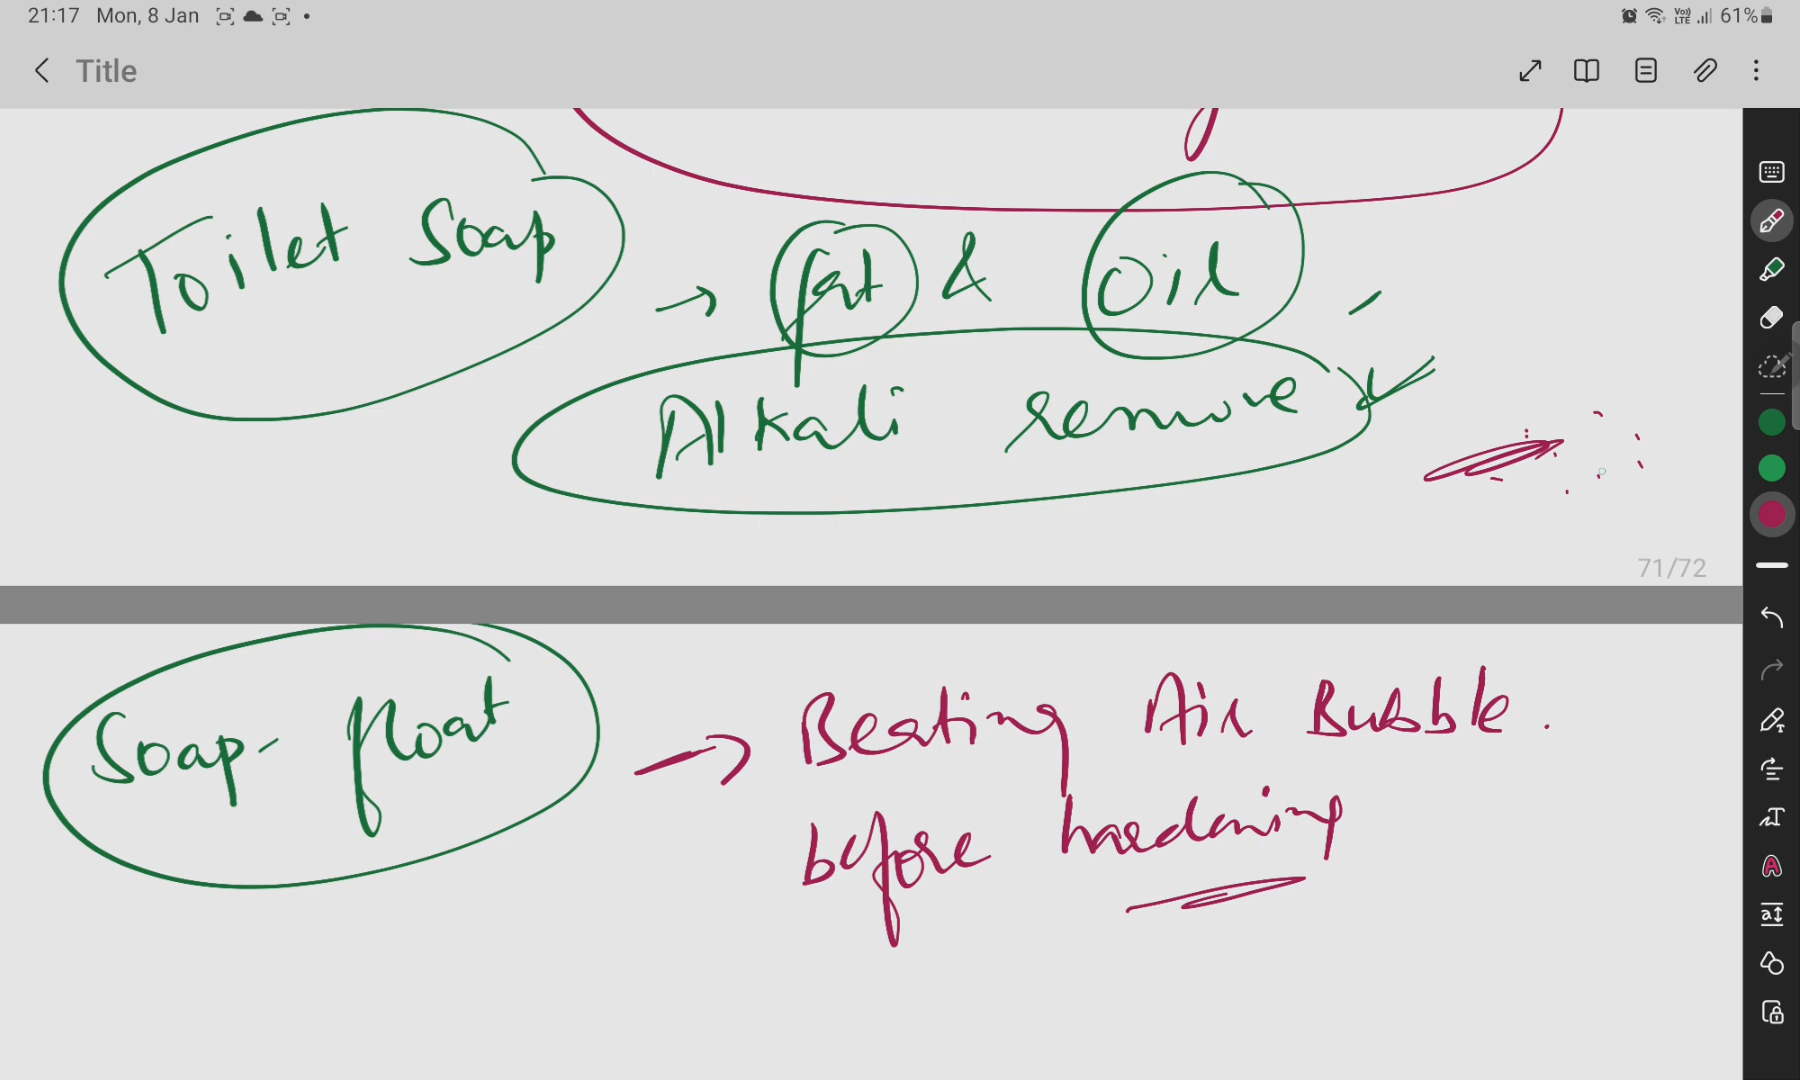 21:17 Mon, 8 Jan
61%
Title
Toilet Soap
→ fat & oil
Alkali remove
71/72
Soap- float
→ Beating Air Bubble.
before hardening